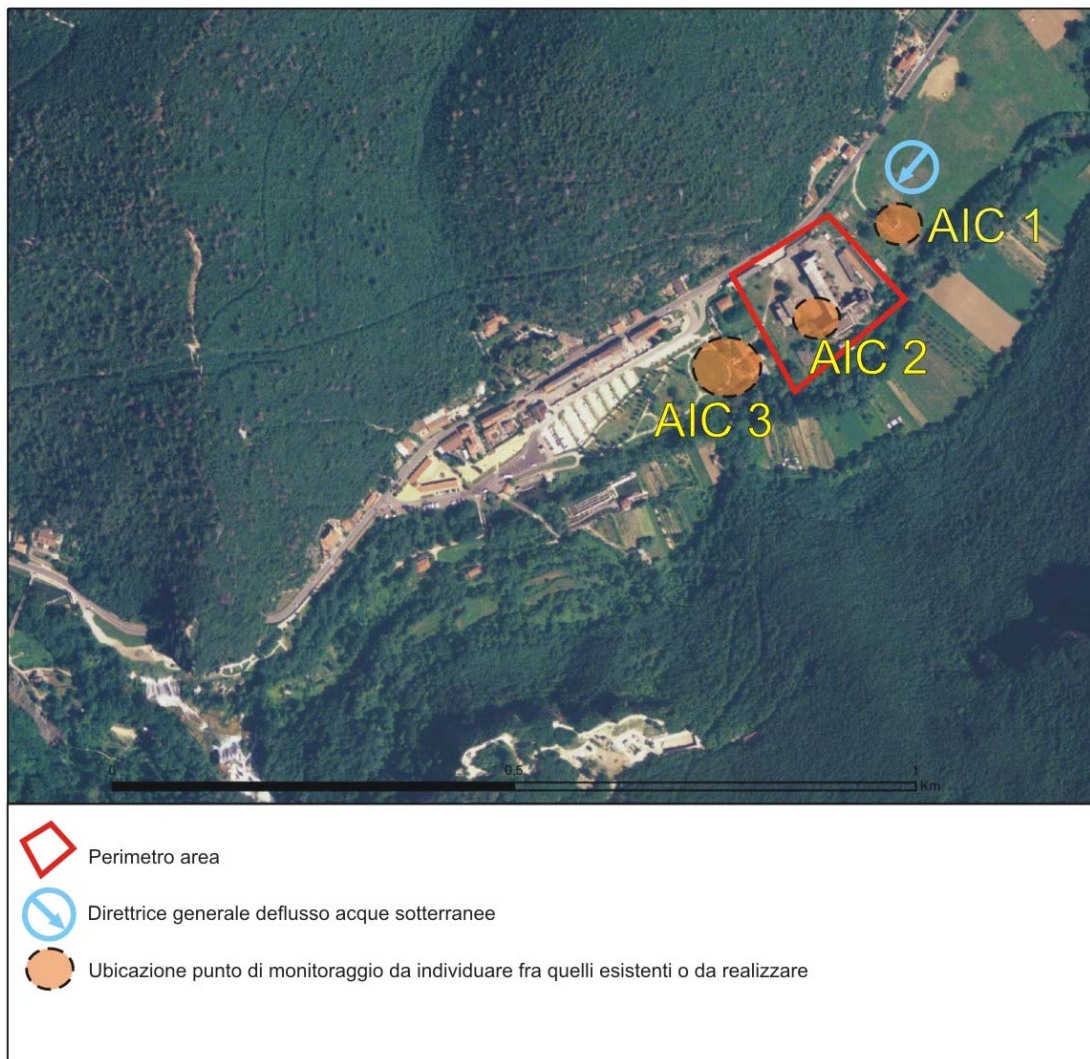 AIC 1
AIC 2
AIC 3
0 0.5 1
Km
Perimetro area
Direttrice generale deflusso acque sotterranee
Ubicazione punto di monitoraggio da individuare fra quelli esistenti o da realizzare